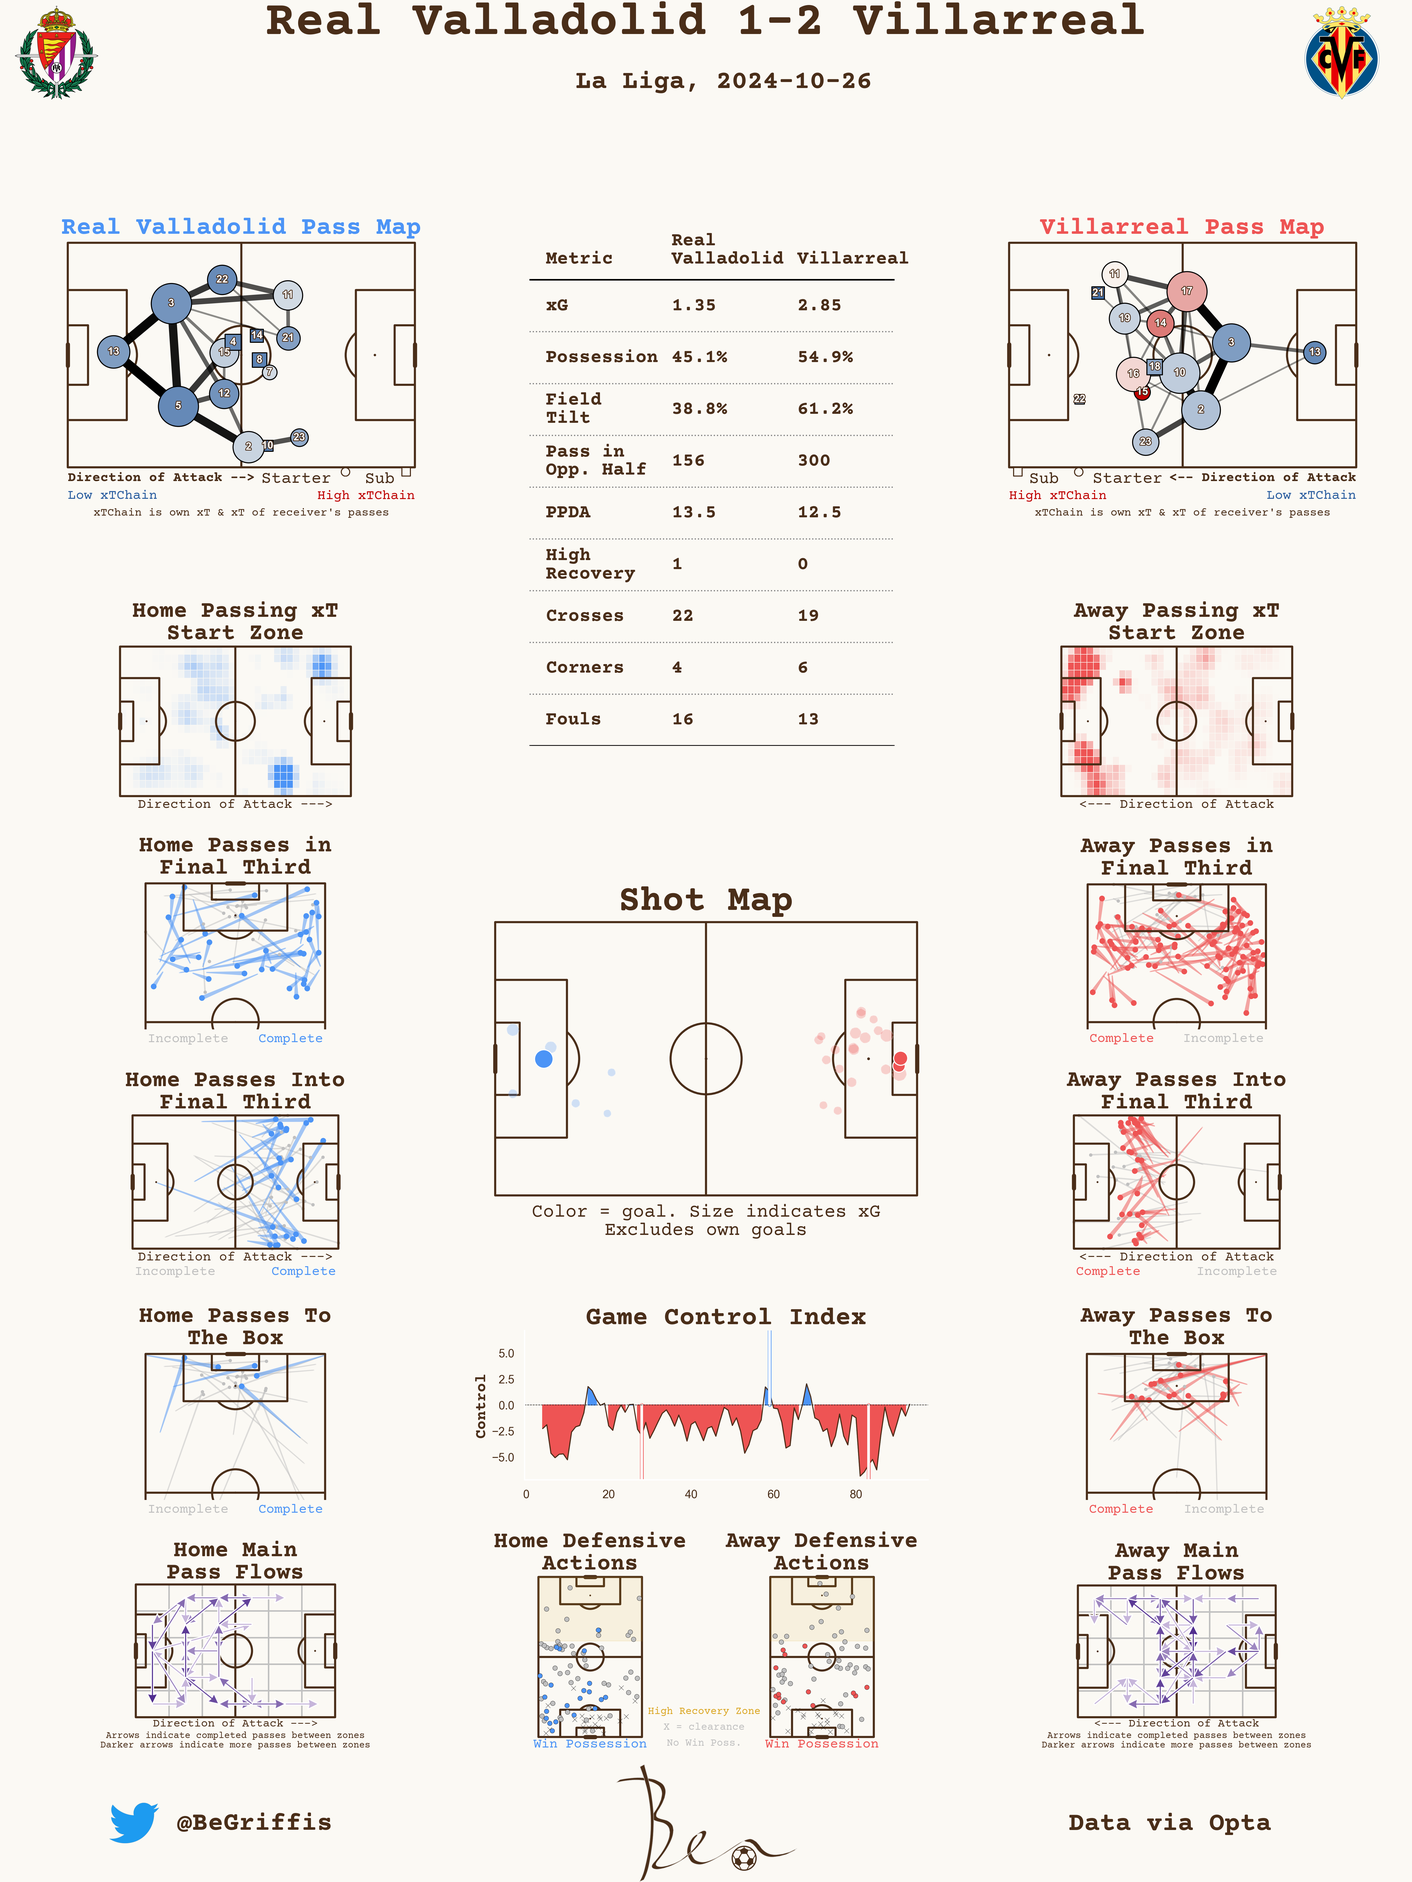 Real Valladolid 1-2 Villarreal
La Liga, 2024-10-26
CVF
Real Valladolid Pass Map
22
3
11
13
4
14
21
15
8
7
12
5
2
10
23
Direction of Attack --> Starter Sub
Low xTChain High xTChain
xTChain is own xT & xT of receiver's passes
Metric Real Valladolid Villarreal
xG 1.35 2.85
Possession 45.1% 54.9%
Field Tilt 38.8% 61.2%
Pass in Opp. Half 156 300
PPDA 13.5 12.5
High Recovery 1 0
Crosses 22 19
Corners 4 6
Fouls 16 13
Villarreal Pass Map
11
21
17
19
14
3
13
16
18
10
15
22
2
23
Sub Starter <-- Direction of Attack
High xTChain Low xTChain
xTChain is own xT & xT of receiver's passes
Home Passing xT
Start Zone
Direction of Attack --->
Away Passing xT
Start Zone
<--- Direction of Attack
Home Passes in
Final Third
Incomplete Complete
Away Passes in
Final Third
Complete Incomplete
Shot Map
Color = goal. Size indicates xG
Excludes own goals
Home Passes Into
Final Third
Direction of Attack --->
Incomplete Complete
Away Passes Into
Final Third
<--- Direction of Attack
Complete Incomplete
Home Passes To
The Box
Incomplete Complete
Game Control Index
Control
5.0
2.5
0.0
−2.5
−5.0
0 20 40 60 80
Away Passes To
The Box
Complete Incomplete
Home Main
Pass Flows
Direction of Attack --->
Arrows indicate completed passes between zones
Darker arrows indicate more passes between zones
Home Defensive
Actions
Win Possession
High Recovery Zone
X = clearance
No Win Poss.
Away Defensive
Actions
Win Possession
Away Main
Pass Flows
<--- Direction of Attack
Arrows indicate completed passes between zones
Darker arrows indicate more passes between zones
@BeGriffis
Ben
Data via Opta